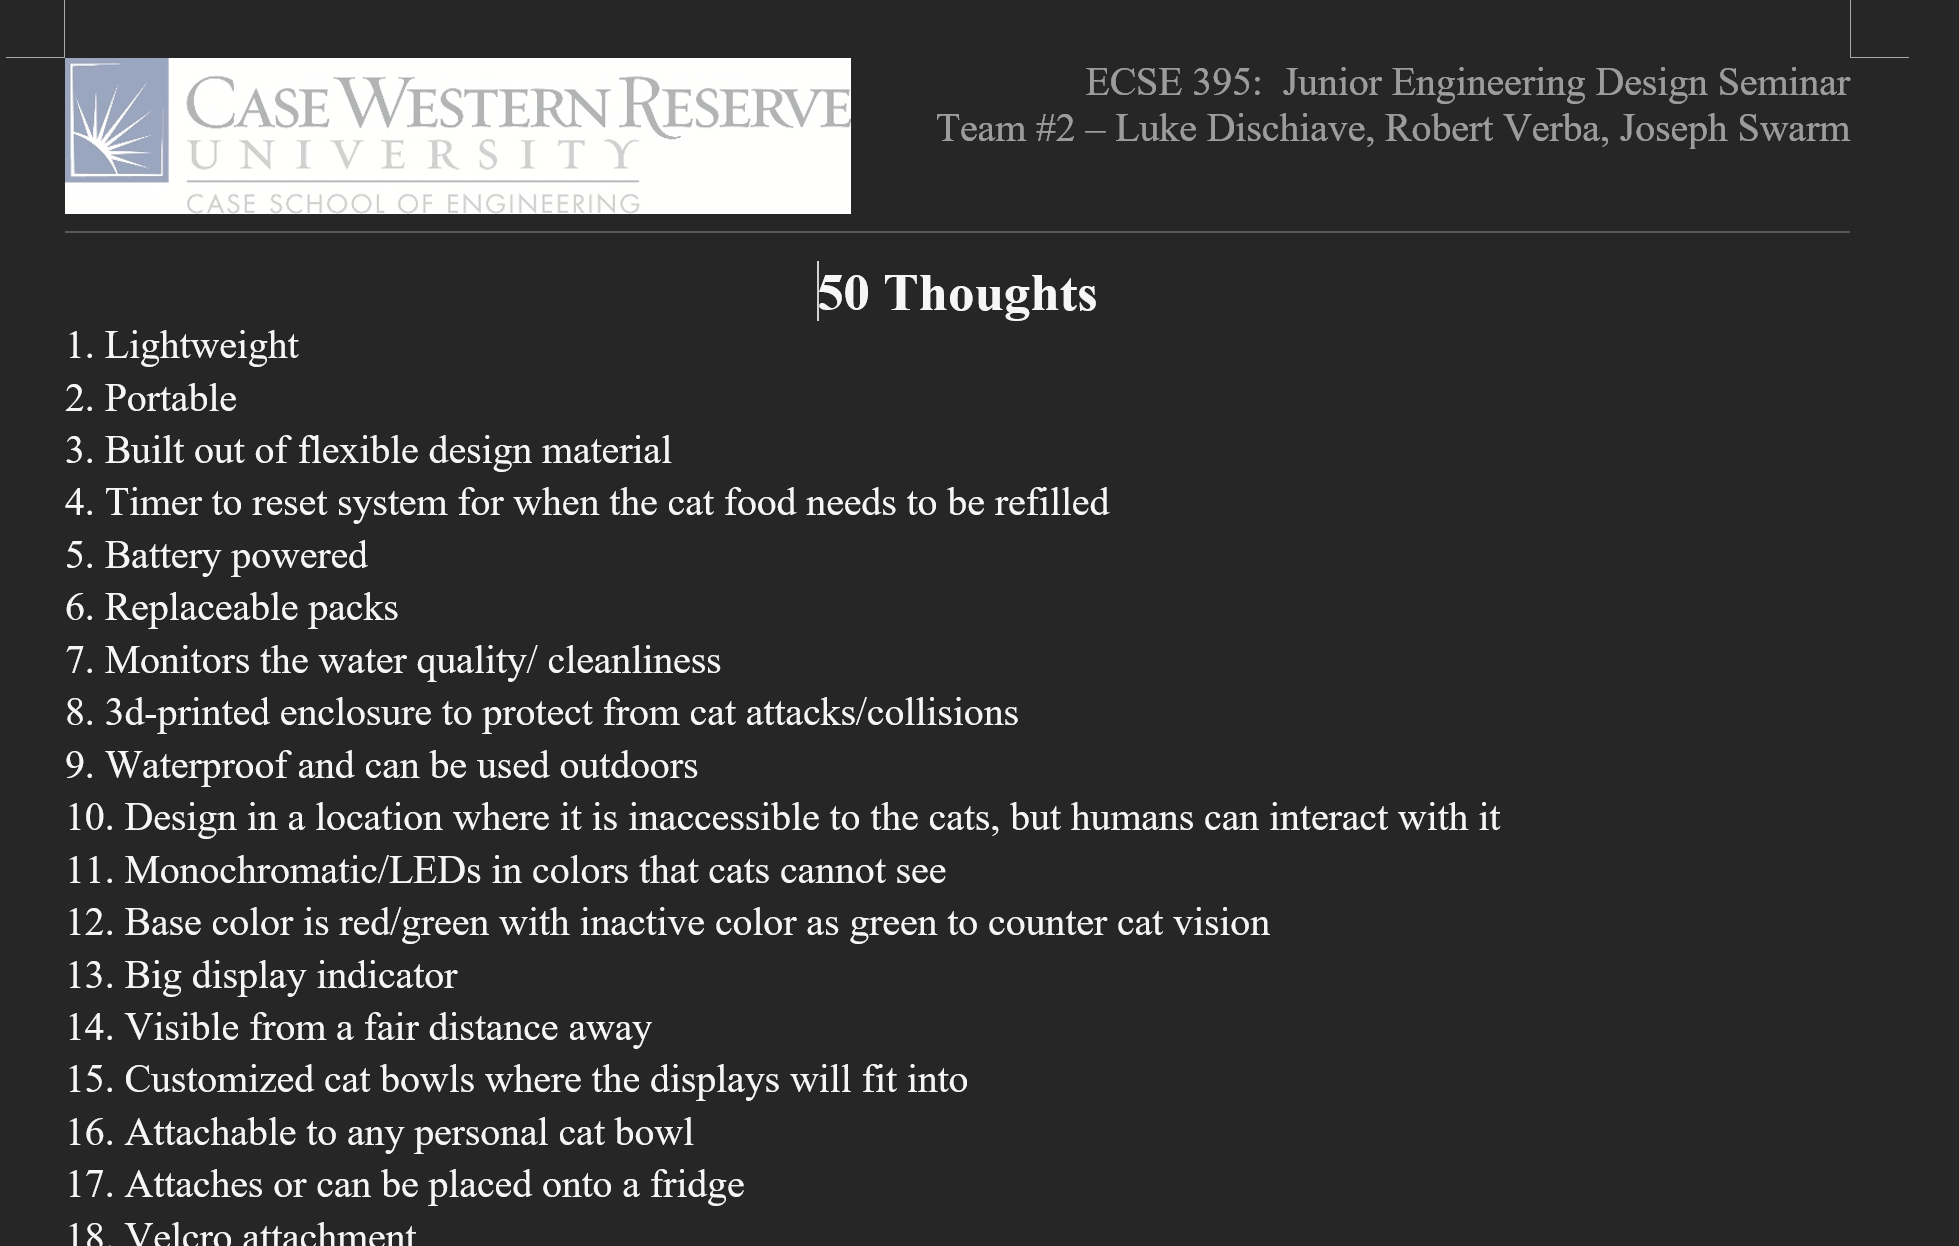 CASE WESTERN RESERVE
UNIVERSITY
CASE SCHOOL OF ENGINEERING
ECSE 395:  Junior Engineering Design Seminar
Team #2 – Luke Dischiave, Robert Verba, Joseph Swarm
50 Thoughts
1. Lightweight
2. Portable
3. Built out of flexible design material
4. Timer to reset system for when the cat food needs to be refilled
5. Battery powered
6. Replaceable packs
7. Monitors the water quality/ cleanliness
8. 3d-printed enclosure to protect from cat attacks/collisions
9. Waterproof and can be used outdoors
10. Design in a location where it is inaccessible to the cats, but humans can interact with it
11. Monochromatic/LEDs in colors that cats cannot see
12. Base color is red/green with inactive color as green to counter cat vision
13. Big display indicator
14. Visible from a fair distance away
15. Customized cat bowls where the displays will fit into
16. Attachable to any personal cat bowl
17. Attaches or can be placed onto a fridge
18. Velcro attachment